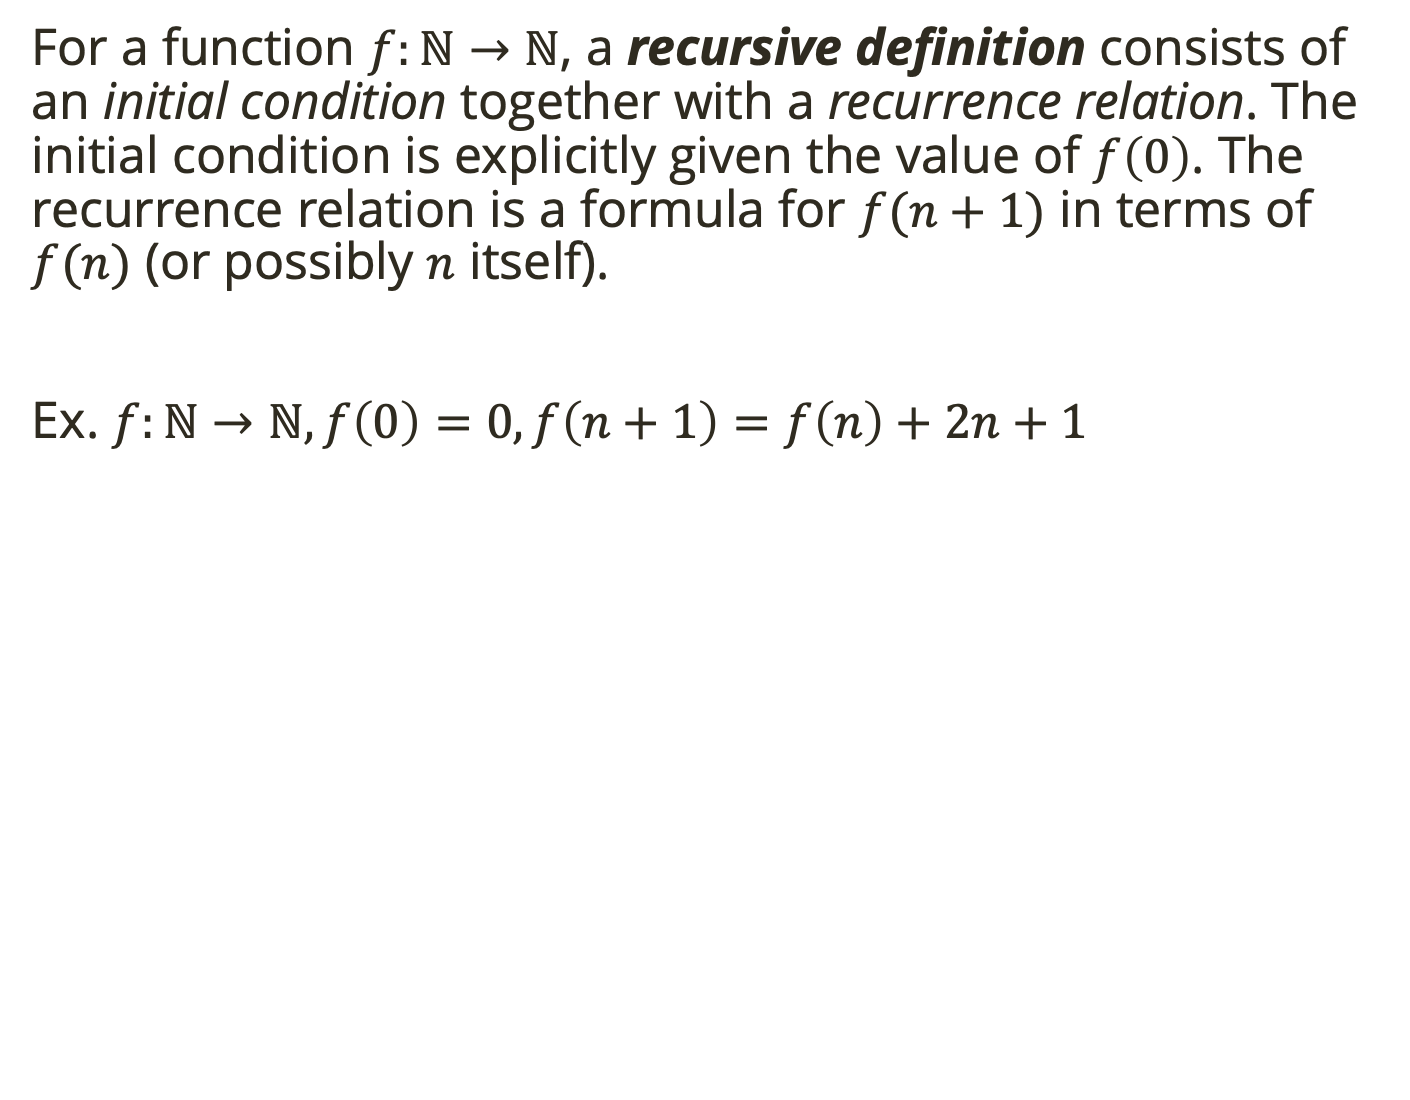 For a function 𝑓: ℕ → ℕ, a recursive definition consists of
an initial condition together with a recurrence relation. The
initial condition is explicitly given the value of 𝑓(0). The
recurrence relation is a formula for 𝑓(𝑛 + 1) in terms of
𝑓(𝑛) (or possibly 𝑛 itself).
Ex. 𝑓: ℕ → ℕ, 𝑓(0) = 0, 𝑓(𝑛 + 1) = 𝑓(𝑛) + 2𝑛 + 1